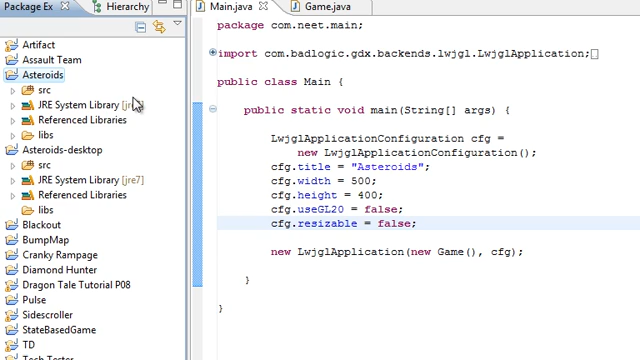 Package Ex
Hierarchy
Artifact
Assault Team
Asteroids
src
JRE System Library
Referenced Libraries
libs
Asteroids-desktop
src
JRE System Library [jre7]
Referenced Libraries
libs
Blackout
BumpMap
Cranky Rampage
Diamond Hunter
Dragon Tale Tutorial P08
Pulse
Sidescroller
StateBasedGame
TD
Tech Tester
Main.java
Game.java
package com.neet.main;
import com.badlogic.gdx.backends.lwjgl.LwjglApplication;
public class Main {
public static void main(String[] args) {
LwjglApplicationConfiguration cfg =
new LwjglApplicationConfiguration();
cfg.title = "Asteroids";
cfg.width = 500;
cfg.height = 400;
cfg.useGL20 = false;
cfg.resizable = false;
new LwjglApplication(new Game(), cfg);
}
}